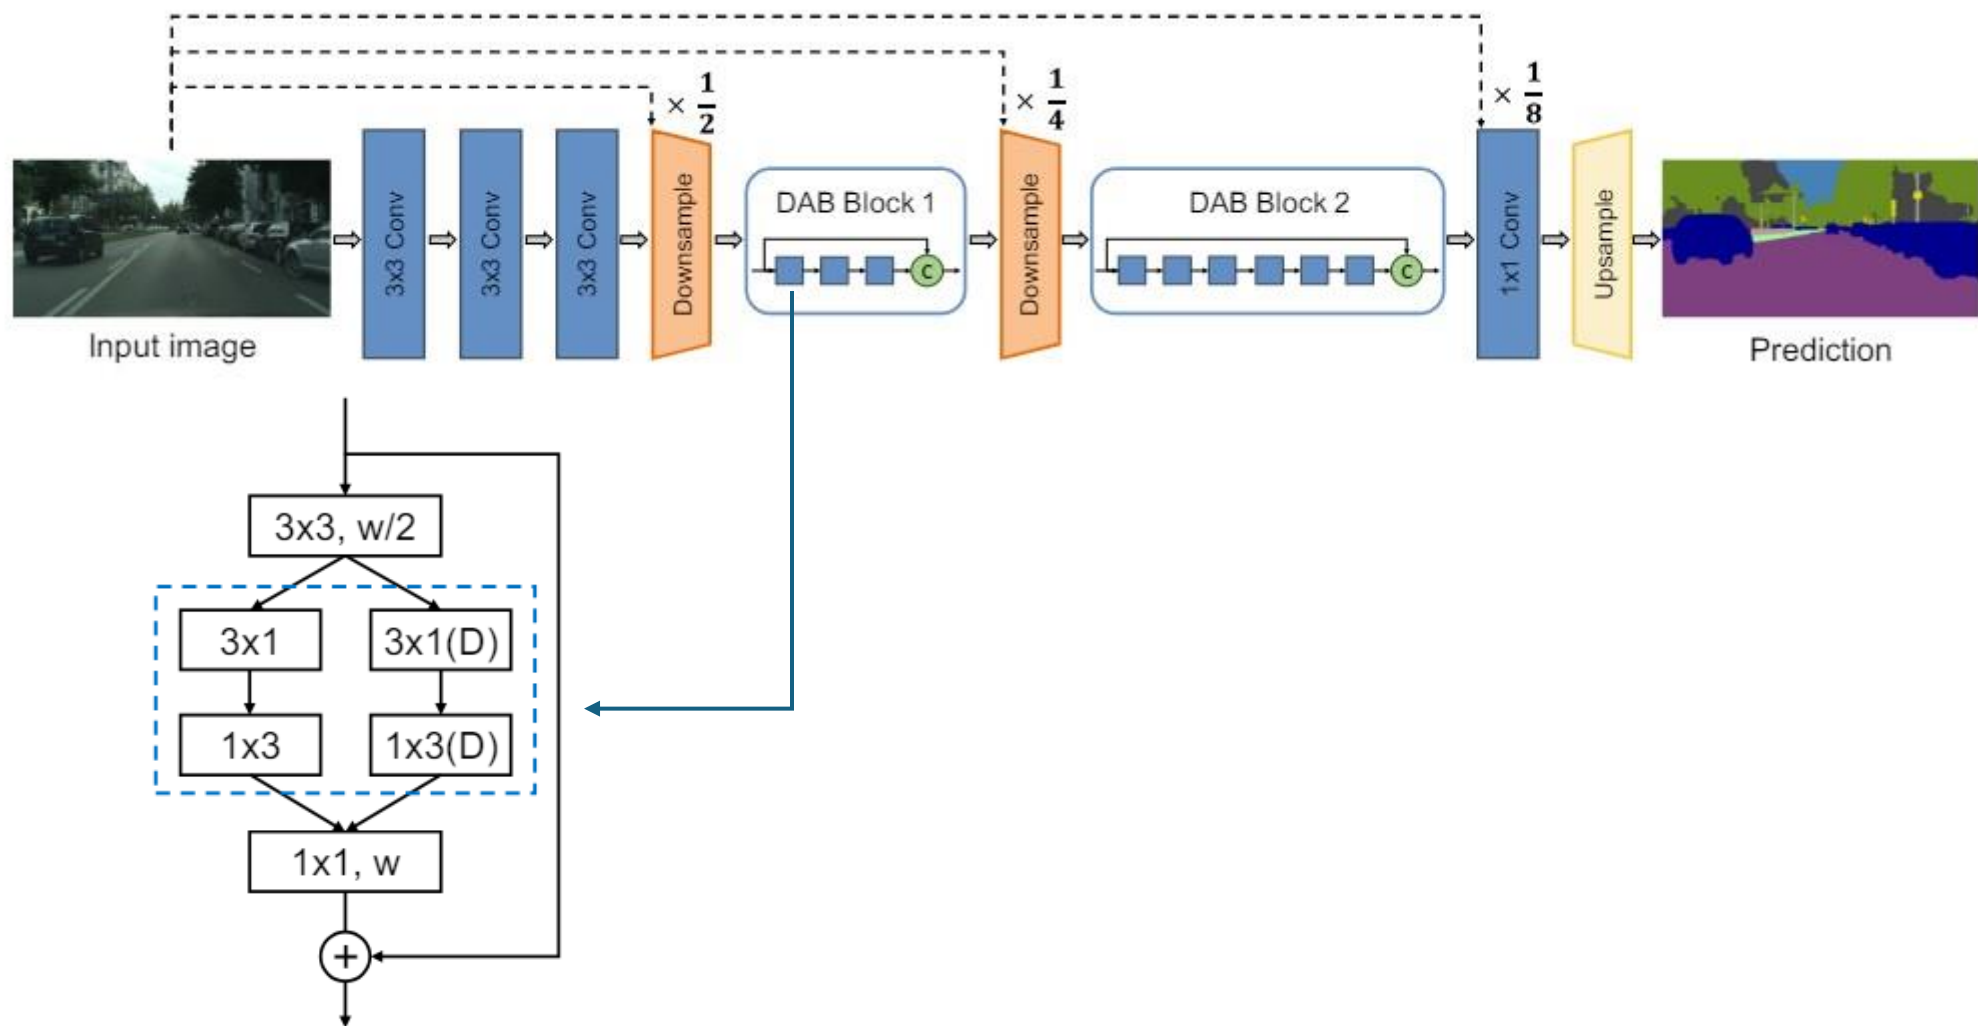 × 1/2
× 1/4
× 1/8
3x3 Conv
3x3 Conv
3x3 Conv
Downsample
DAB Block 1
C
Downsample
DAB Block 2
C
1x1 Conv
Upsample
Input image
Prediction
3x3, w/2
3x1
3x1(D)
1x3
1x3(D)
1x1, w
+